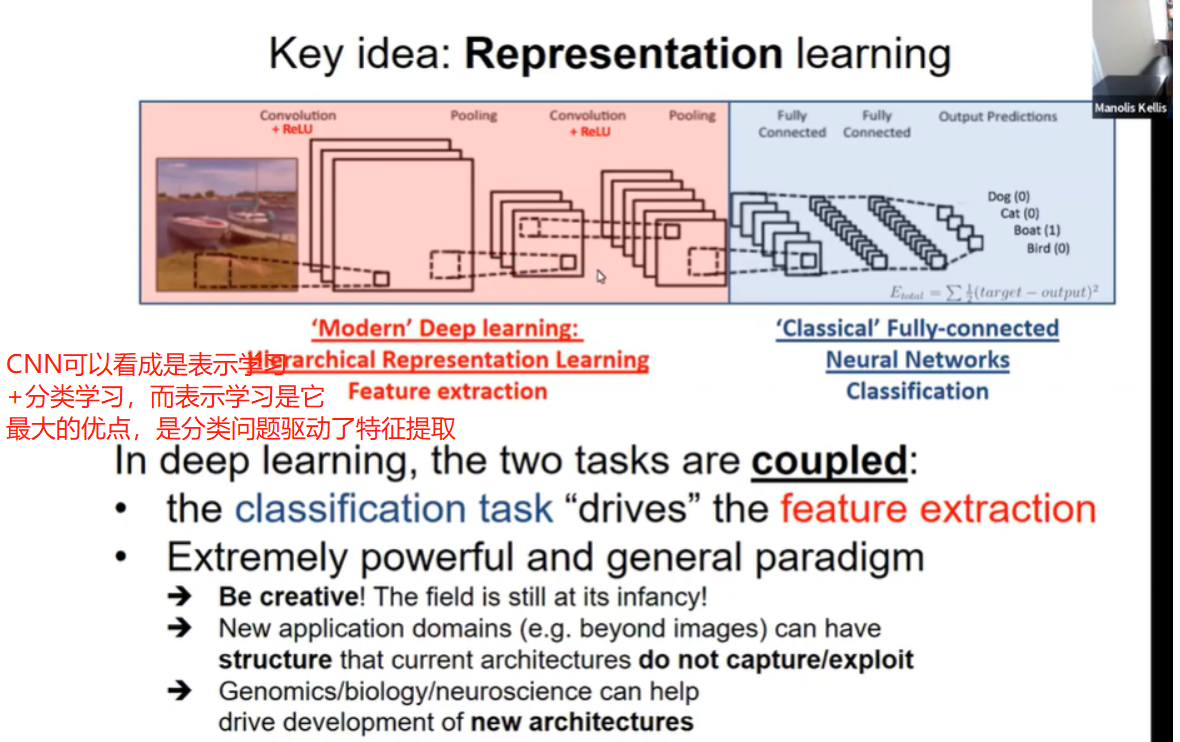 Key idea: Representation learning
Manolis Kellis
Convolution
+ ReLU
Pooling
Convolution
+ ReLU
Pooling
Fully
Connected
Fully
Connected
Output Predictions
Dog (0)
Cat (0)
Boat (1)
Bird (0)
E_total = ∑ ½(target − output)²
‘Modern’ Deep learning:
Hierarchical Representation Learning
Feature extraction
‘Classical’ Fully-connected
Neural Networks
Classification
CNN可以看成是表示学习
+分类学习，而表示学习是它
最大的优点，是分类问题驱动了特征提取
In deep learning, the two tasks are coupled:
• the classification task “drives” the feature extraction
• Extremely powerful and general paradigm
➔ Be creative! The field is still at its infancy!
➔ New application domains (e.g. beyond images) can have
structure that current architectures do not capture/exploit
➔ Genomics/biology/neuroscience can help
drive development of new architectures